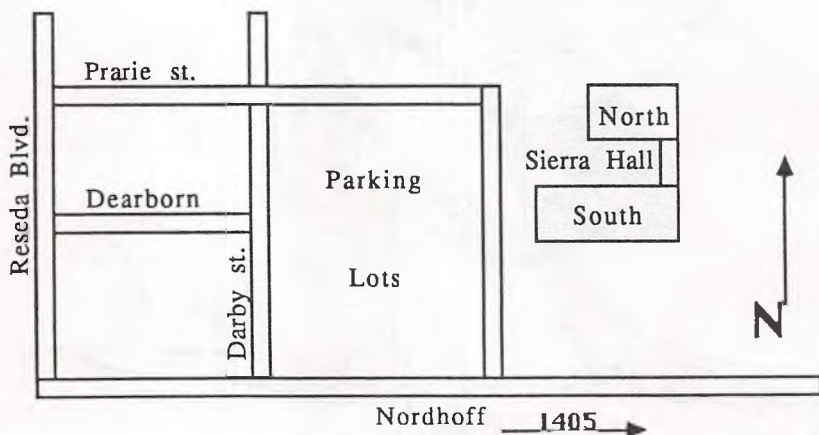 Prarie st.
North
Reseda Blvd.
Sierra Hall
Parking
Dearborn
South
Lots
Darby st.
N
Nordhoff
1405